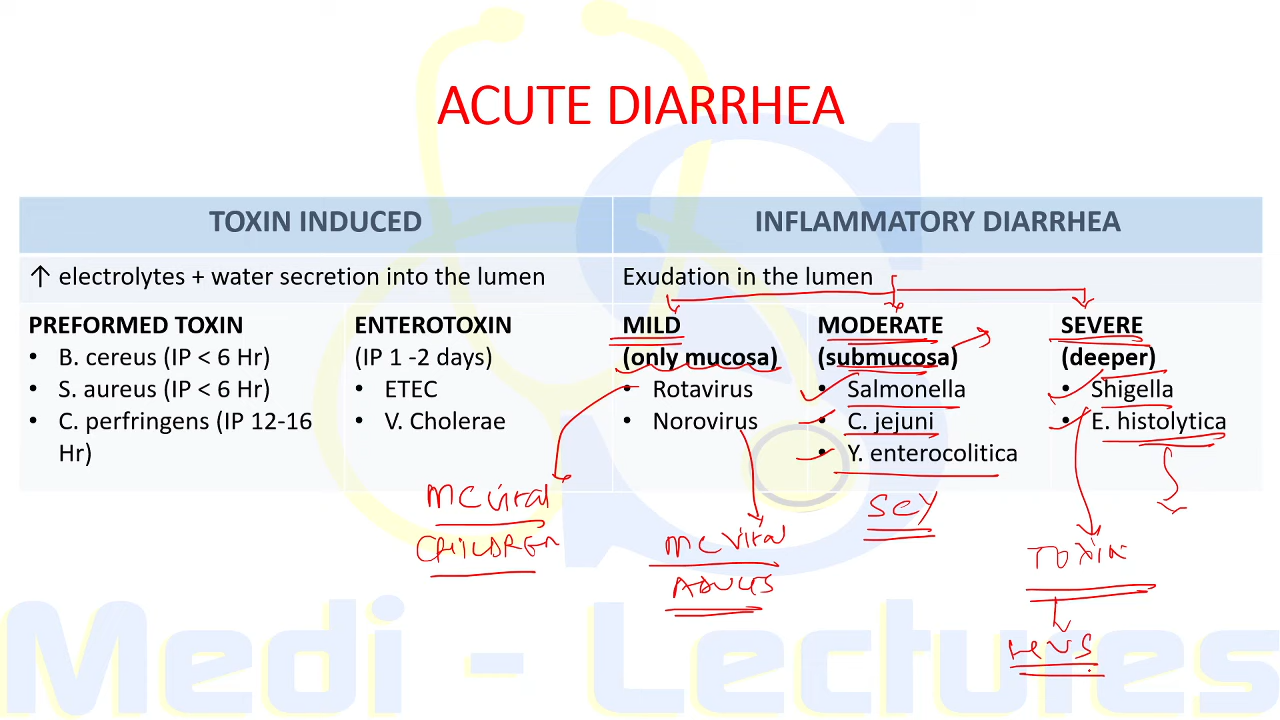 ACUTE DIARRHEA
TOXIN INDUCED
INFLAMMATORY DIARRHEA
↑ electrolytes + water secretion into the lumen
Exudation in the lumen
PREFORMED TOXIN
• B. cereus (IP < 6 Hr)
• S. aureus (IP < 6 Hr)
• C. perfringens (IP 12-16
Hr)
ENTEROTOXIN
(IP 1 -2 days)
• ETEC
• V. Cholerae
MILD
(only mucosa)
• Rotavirus
• Norovirus
MODERATE
(submucosa)
• Salmonella
• C. jejuni
• Y. enterocolitica
SEVERE
(deeper)
• Shigella
• E. histolytica
MC viral
CHILDREN
MC viral
ADULTS
SCY
TOXIN
HUS
Medi - Lectures